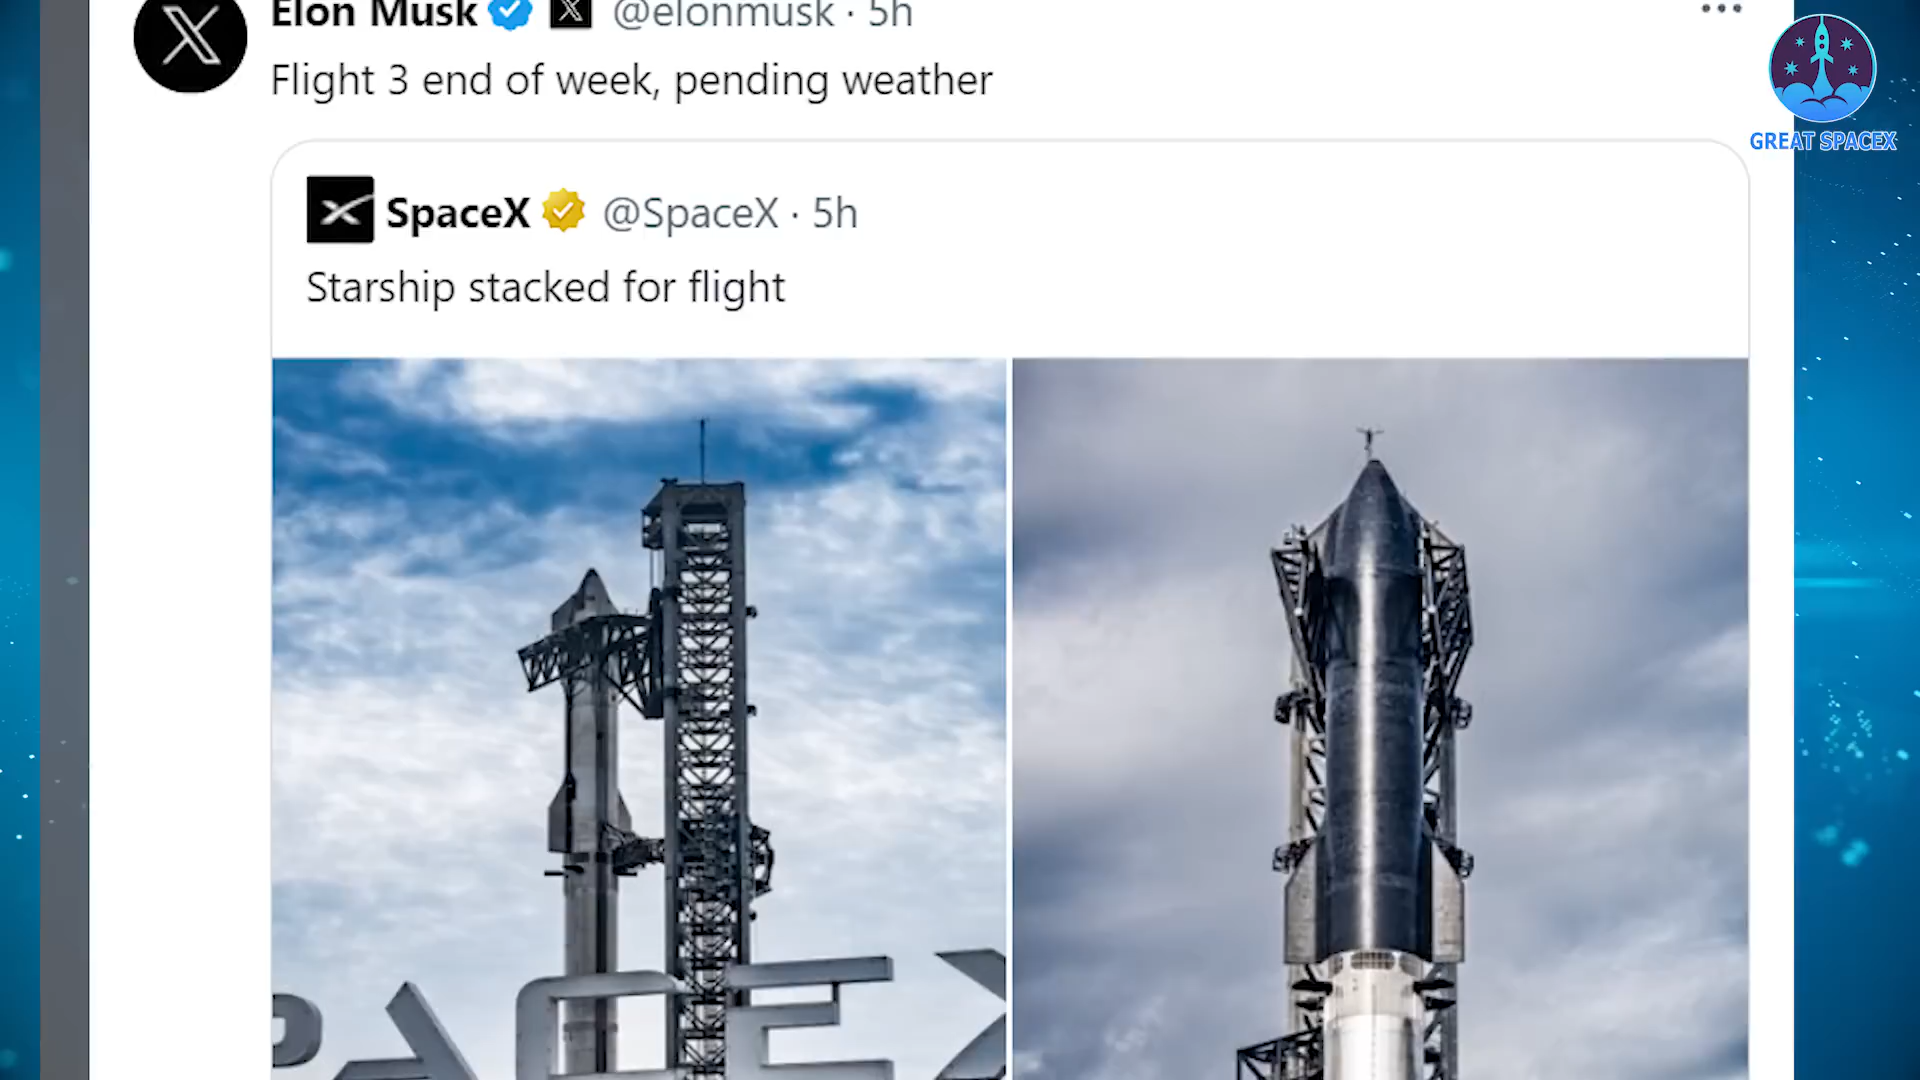 Elon Musk @elonmusk · 5h
Flight 3 end of week, pending weather
GREAT SPACEX
SpaceX @SpaceX · 5h
Starship stacked for flight
PACEX